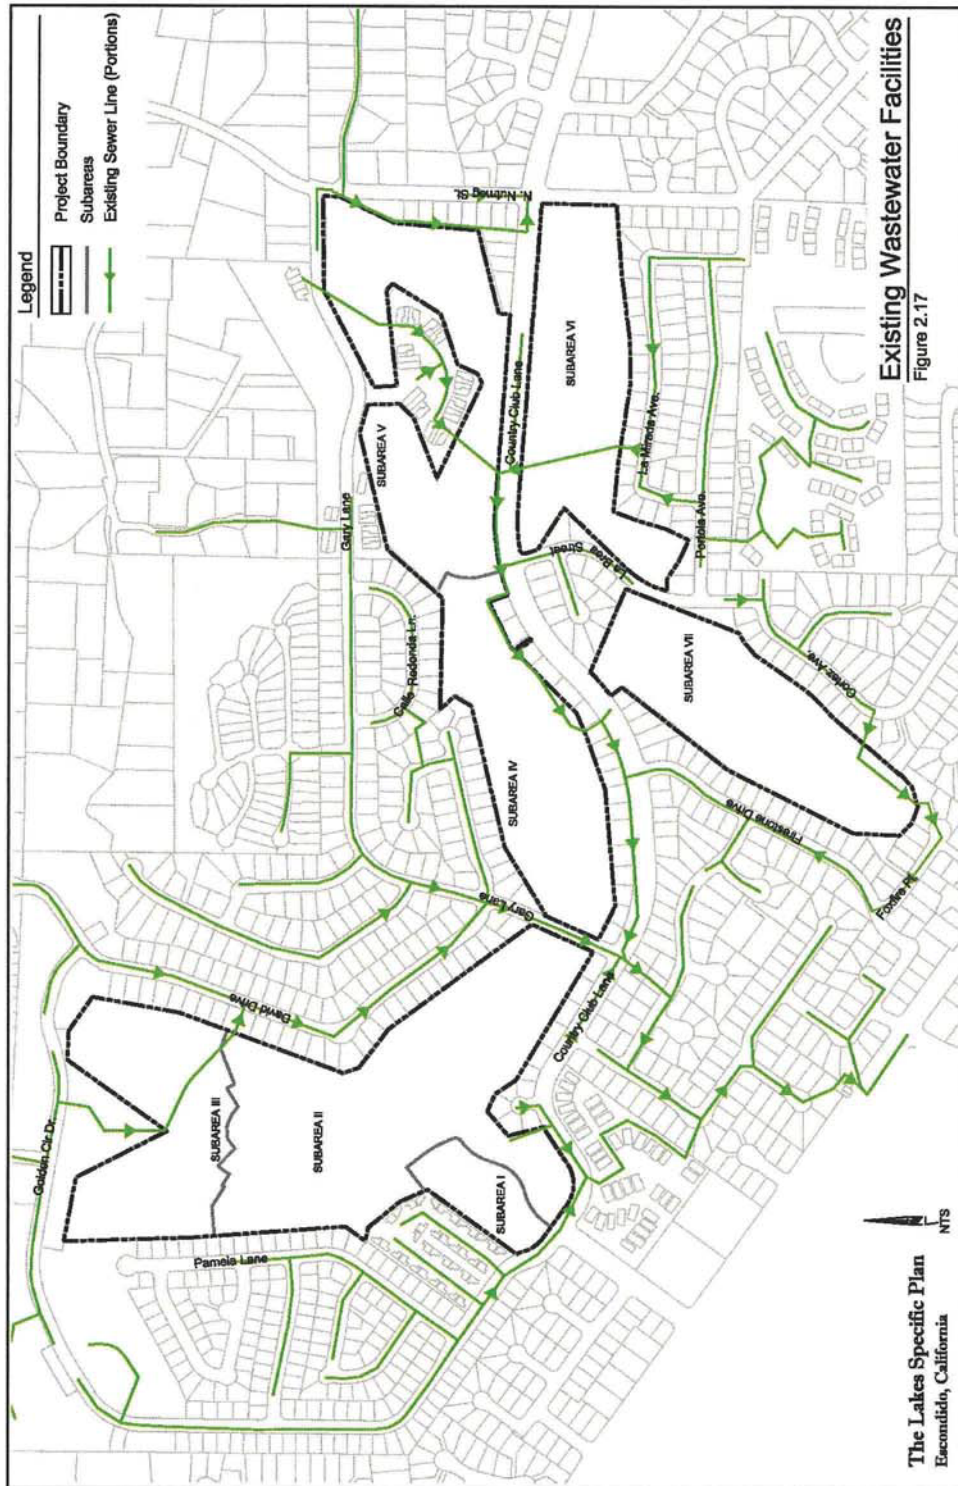 Legend
Project Boundary
Subareas
Existing Sewer Line (Portions)
N. Nutmeg St.
SUBAREA VI
SUBAREA V
Country Club Lane
La Mirada Ave.
Portola Ave.
Gary Lane
La Brea Street
Calle Redonda Ln.
SUBAREA VII
Cortez Ave.
SUBAREA IV
Firestone Drive
Foxfire Pl.
Gary Lane
David Drive
Country Club Lane
Golden Cir Dr.
SUBAREA III
SUBAREA II
SUBAREA I
Pamela Lane
Existing Wastewater Facilities
Figure 2.17
NTS
The Lakes Specific Plan
Escondido, California